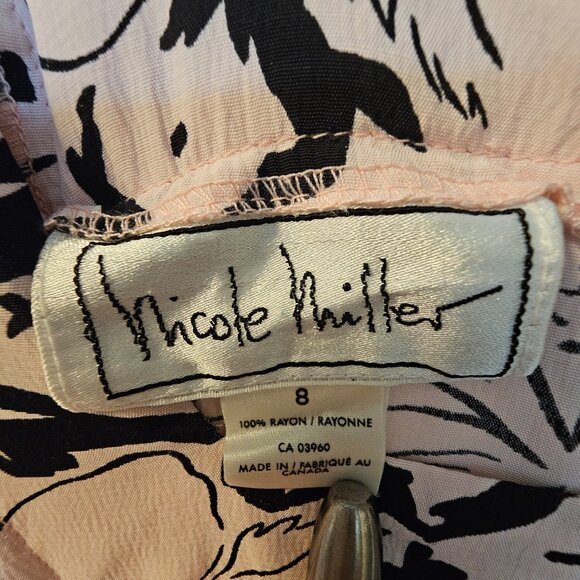 Nicole Miller
8
100% RAYON / RAYONNE
CA 03960
MADE IN / FABRIQUÉ AU
CANADA